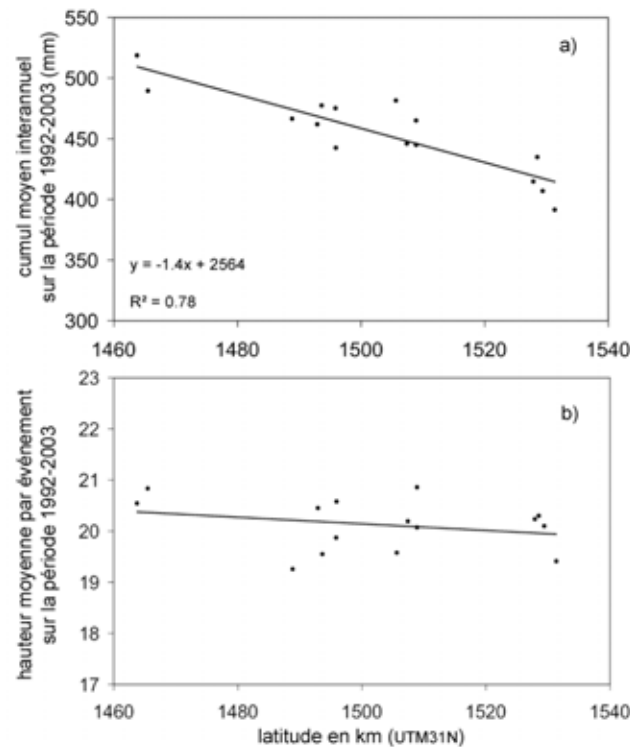 550
a)
500
450
400
350
300
cumul moyen interannuel
sur la période 1992-2003 (mm)
y = -1.4x + 2564
R² = 0.78
1460
1480
1500
1520
1540
23
b)
22
21
20
19
18
17
hauteur moyenne par événement
sur la période 1992-2003
1460
1480
1500
1520
1540
latitude en km (UTM31N)